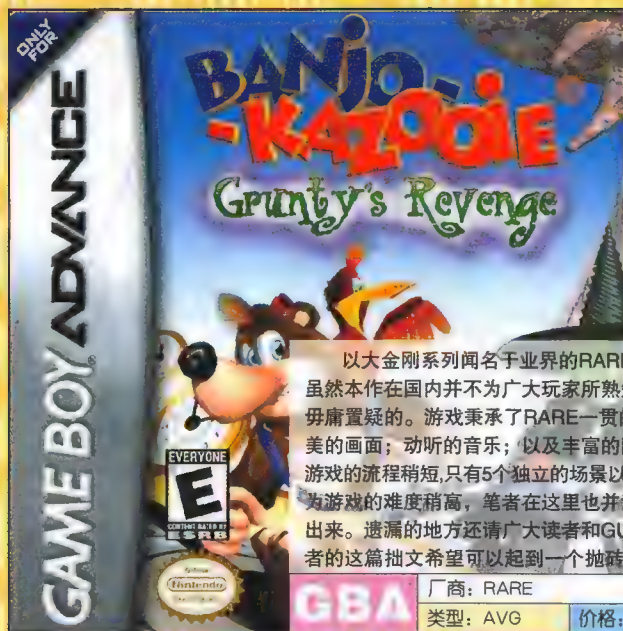 ONLY
FOR
GAME BOY ADVANCE
BANJO-
-KAZOOIE
Grunty's Revenge
以大金刚系列闻名于业界的RARE
虽然本作在国内并不为广大玩家所熟
毋庸置疑的。游戏秉承了RARE一贯的
美的画面；动听的音乐；以及丰富的
游戏的流程稍短,只有5个独立的场景以
为游戏的难度稍高，笔者在这里也并
出来。遗漏的地方还请广大读者和GU
者的这篇拙文希望可以起到一个抛砖
EVERYONE
E
CONTENT RATED BY
ESRB
Nintendo
GBA
厂商：RARE
类型：AVG
价格：